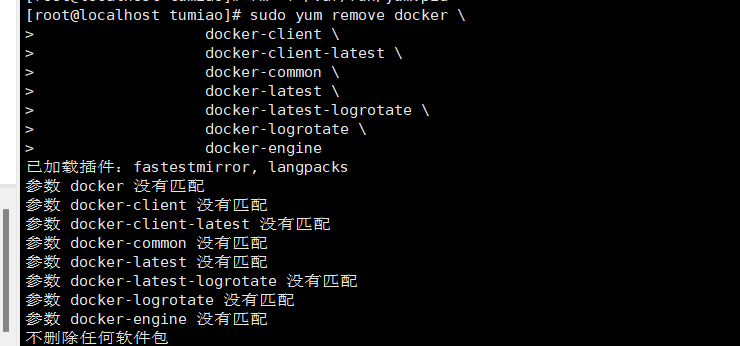 [root@localhost tumiao]# sudo yum remove docker \
> docker-client \
> docker-client-latest \
> docker-common \
> docker-latest \
> docker-latest-logrotate \
> docker-logrotate \
> docker-engine
已加载插件：fastestmirror, langpacks
参数 docker 没有匹配
参数 docker-client 没有匹配
参数 docker-client-latest 没有匹配
参数 docker-common 没有匹配
参数 docker-latest 没有匹配
参数 docker-latest-logrotate 没有匹配
参数 docker-logrotate 没有匹配
参数 docker-engine 没有匹配
不删除任何软件包